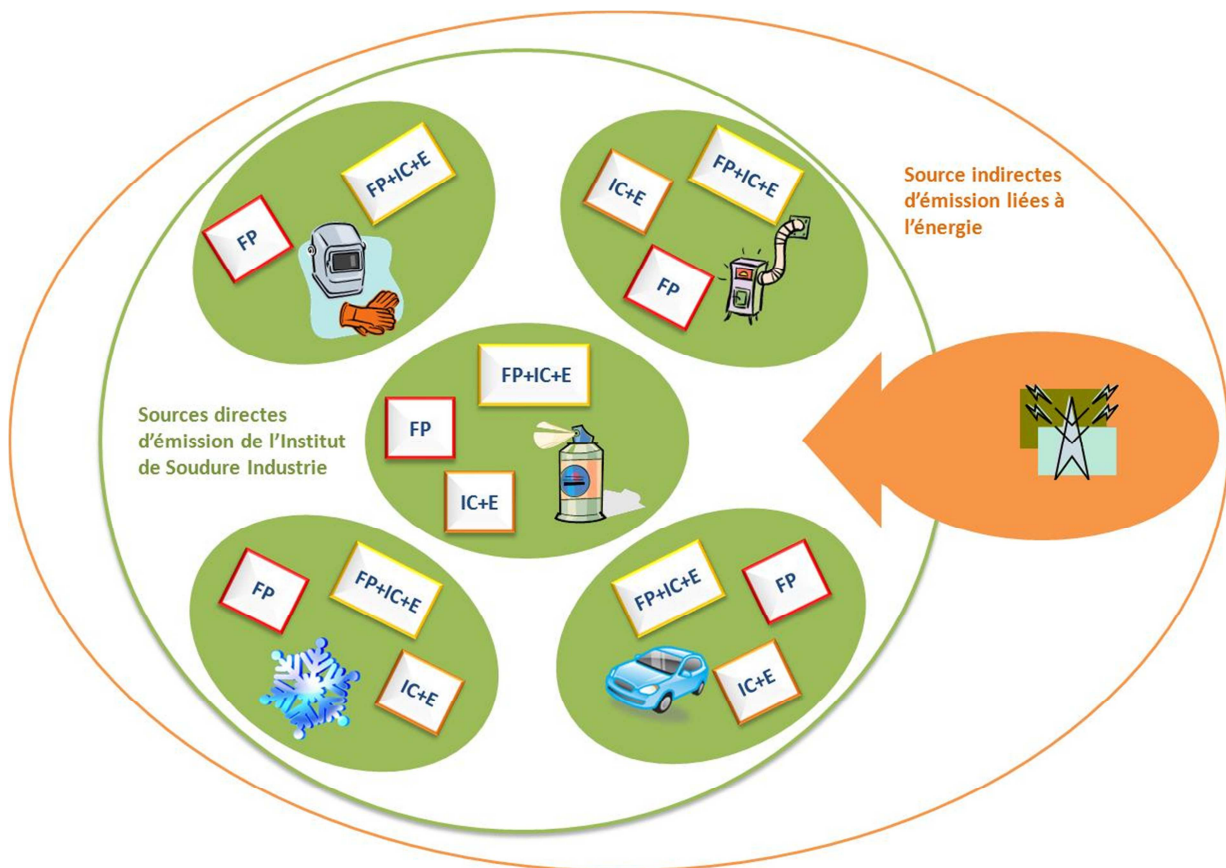 FP+IC+E
FP
FP+IC+E
IC+E
FP
Source indirectes
d’émission liées à
l’énergie
Sources directes
d’émission de l’Institut
de Soudure Industrie
FP+IC+E
FP
IC+E
FP
FP+IC+E
IC+E
FP+IC+E
FP
IC+E